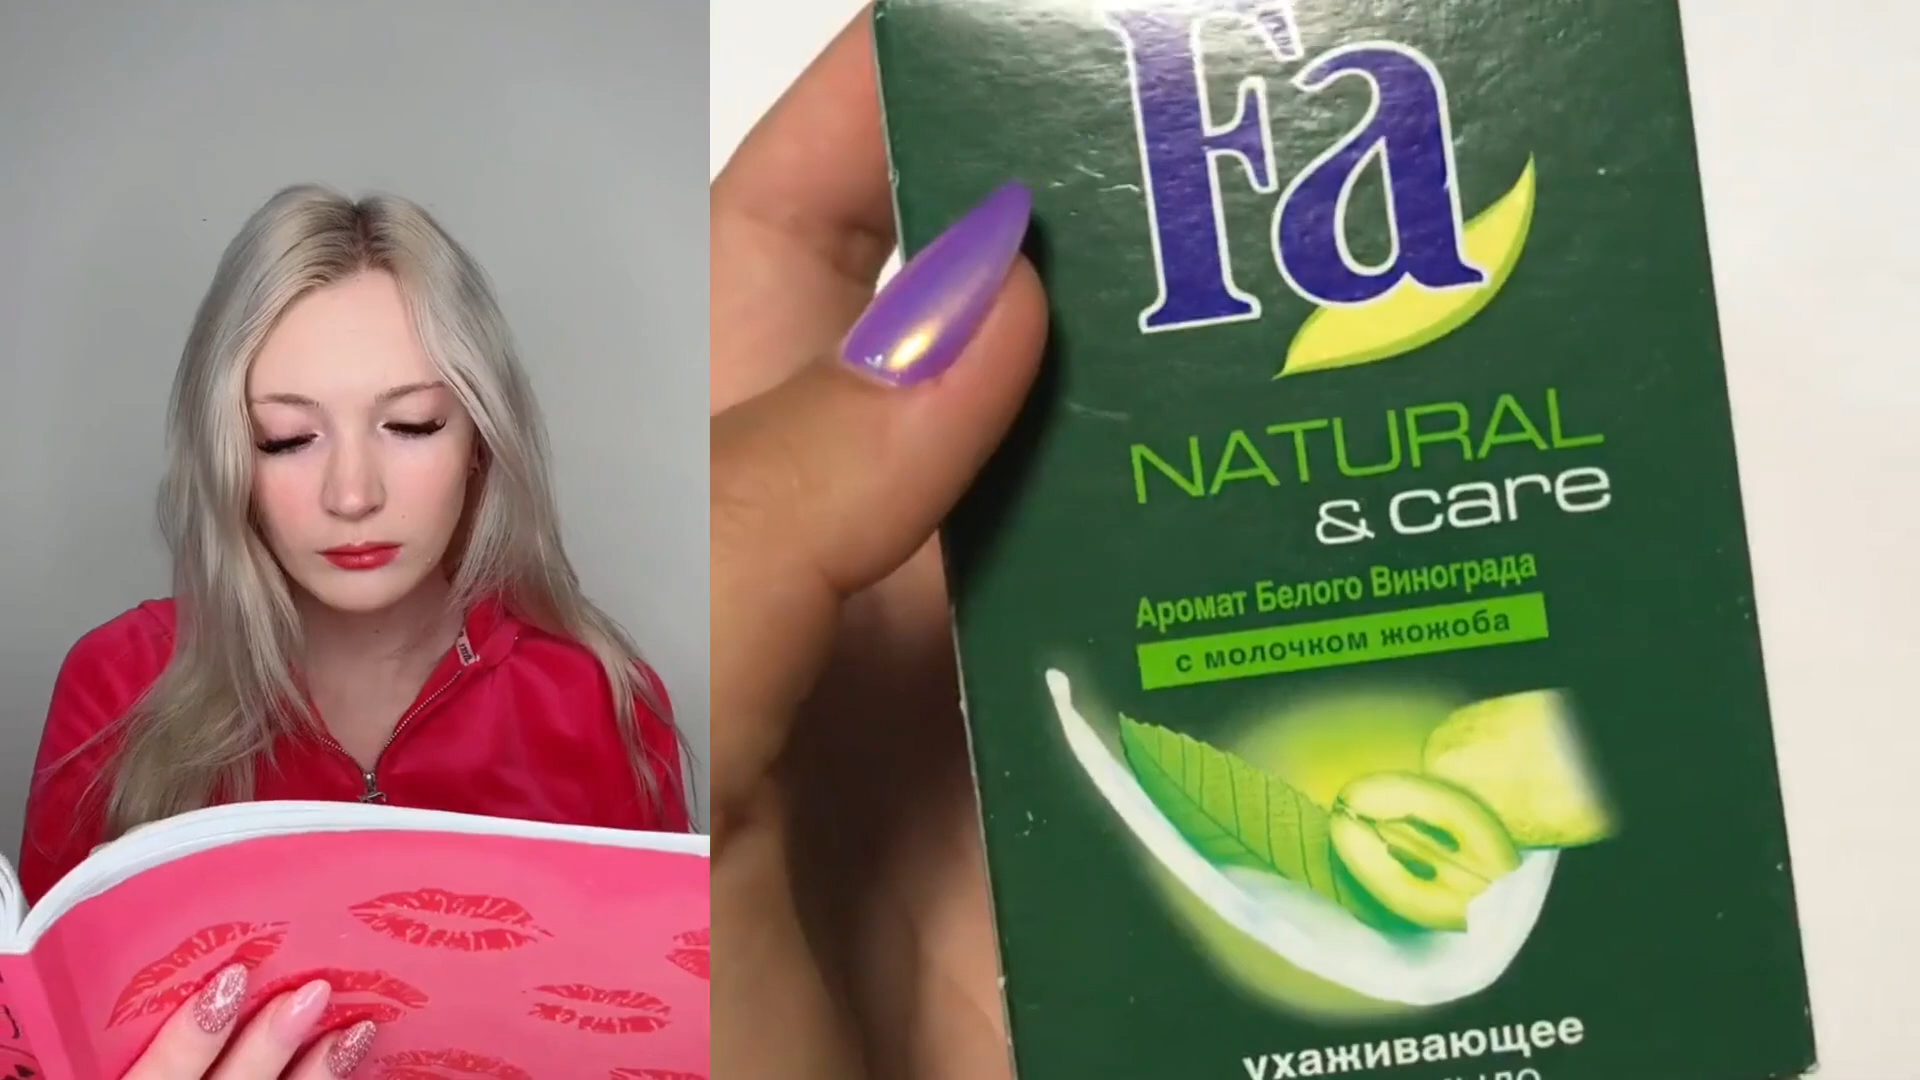 Fa
NATURAL
& care
Аромат Белого Винограда
с молочком жожоба
ухаживающее